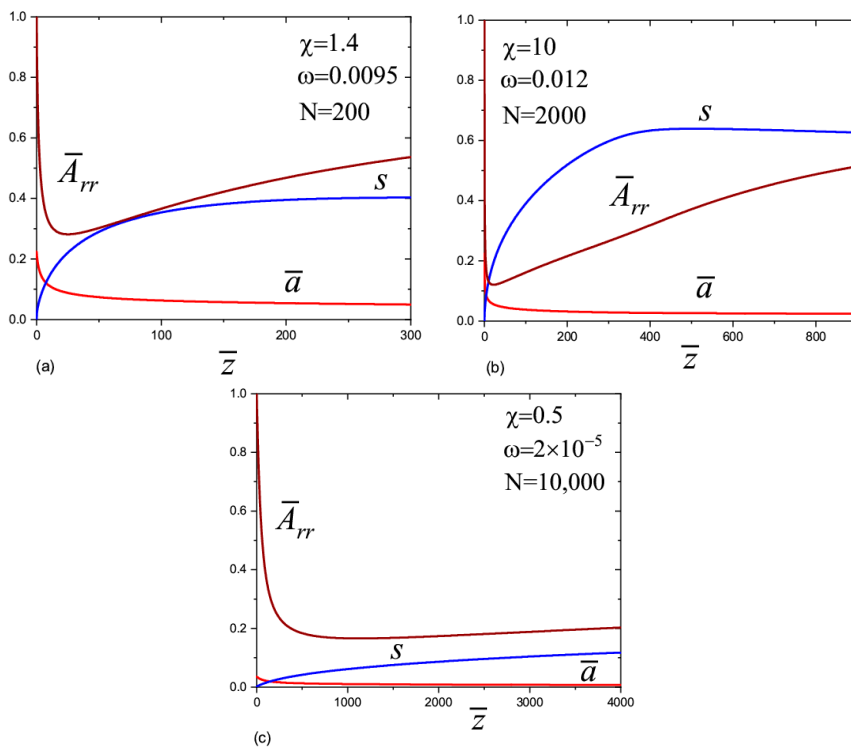 1.0
0.8
0.6
0.4
0.2
0.0
0
100
200
300
χ=1.4
ω=0.0095
N=200
A̅rr
s
a̅
z̅
(a)
1.0
0.8
0.6
0.4
0.2
0.0
0
200
400
600
800
χ=10
ω=0.012
N=2000
s
A̅rr
a̅
z̅
(b)
1.0
0.8
0.6
0.4
0.2
0.0
0
1000
2000
3000
4000
χ=0.5
ω=2×10⁻⁵
N=10,000
A̅rr
s
a̅
z̅
(c)